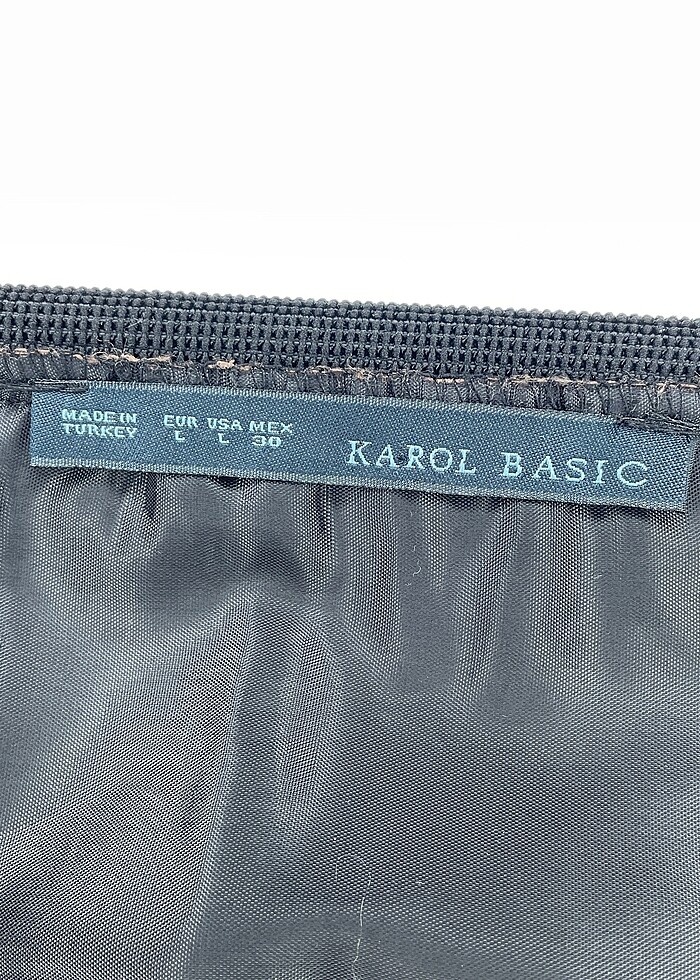 MADE IN
TURKEY
EUR USA MEX
L L 30
KAROL BASIC